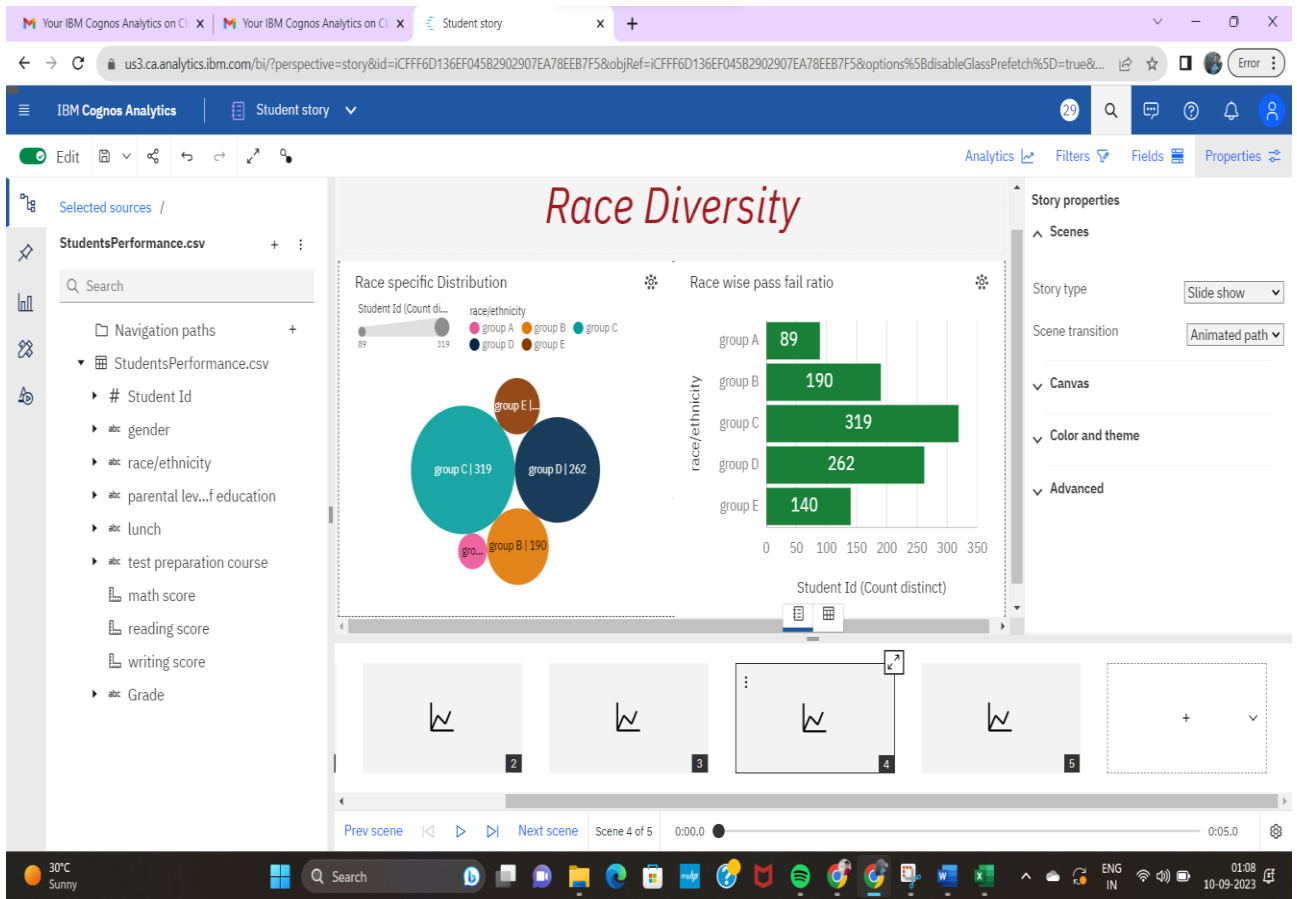 Your IBM Cognos Analytics on Cl X
Your IBM Cognos Analytics on Cl X
Student story X +
us3.ca.analytics.ibm.com/bi/?perspective=story&id=iCFFF6D136EF045B2902907EA78EEB7F5&objRef=iCFFF6D136EF045B2902907EA78EEB7F5&options%5BdisableGlassPrefetch%5D=true&... Error
IBM Cognos Analytics Student story 29
Edit Analytics Filters Fields Properties
Selected sources /
StudentsPerformance.csv +
Search
Navigation paths +
StudentsPerformance.csv
# Student Id
abc gender
abc race/ethnicity
abc parental lev...f education
abc lunch
abc test preparation course
math score
reading score
writing score
abc Grade
Race Diversity
Race specific Distribution
Student Id (Count di...
89 319
race/ethnicity
group A group B group C
group D group E
group E |...
group C | 319
group D | 262
gro...
group B | 190
Race wise pass fail ratio
race/ethnicity
group A 89
group B 190
group C 319
group D 262
group E 140
0 50 100 150 200 250 300 350
Student Id (Count distinct)
Story properties
Scenes
Story type Slide show
Scene transition Animated path
Canvas
Color and theme
Advanced
2 3 4 5 +
Prev scene Next scene Scene 4 of 5 0:00.0 0:05.0
30°C
Sunny
Search
ENG
IN
01:08
10-09-2023